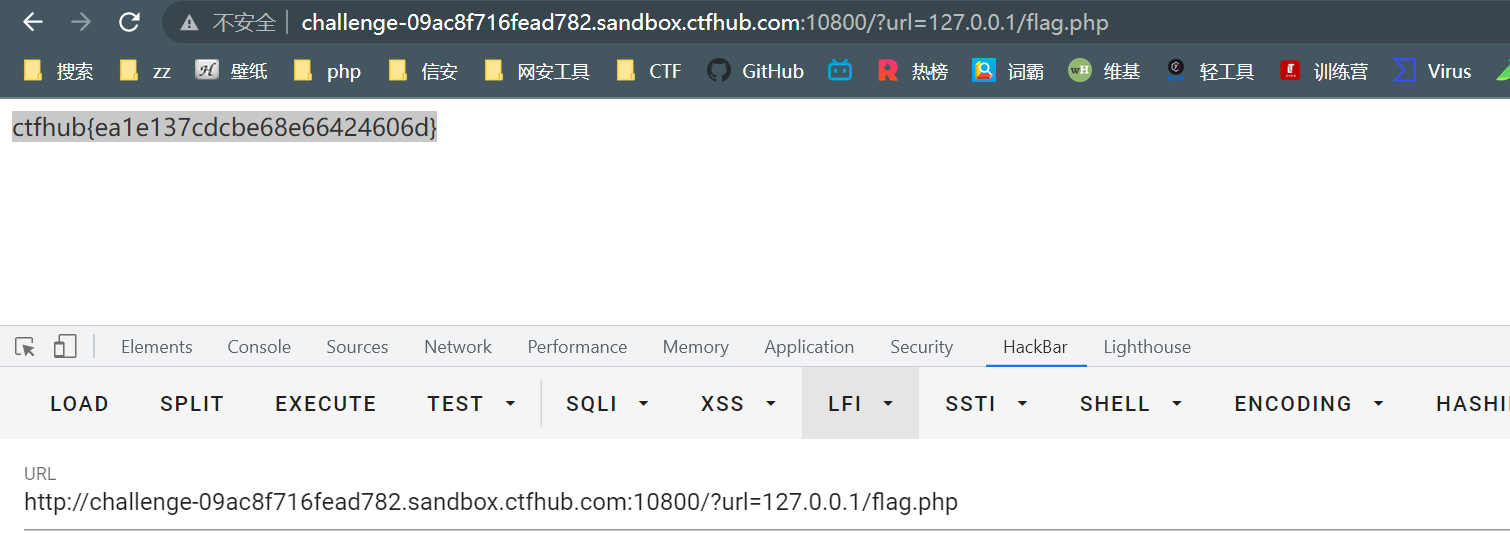 不安全 challenge-09ac8f716fead782.sandbox.ctfhub.com:10800/?url=127.0.0.1/flag.php
搜索 zz 壁纸 php 信安 网安工具 CTF GitHub 热榜 词霸 维基 轻工具 训练营 Virus
ctfhub{ea1e137cdcbe68e66424606d}
Elements Console Sources Network Performance Memory Application Security HackBar Lighthouse
LOAD SPLIT EXECUTE TEST SQLI XSS LFI SSTI SHELL ENCODING HASHI
URL
http://challenge-09ac8f716fead782.sandbox.ctfhub.com:10800/?url=127.0.0.1/flag.php